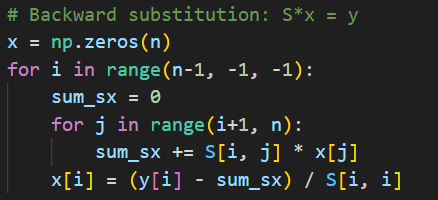 # Backward substitution: S*x = y
x = np.zeros(n)
for i in range(n-1, -1, -1):
    sum_sx = 0
    for j in range(i+1, n):
        sum_sx += S[i, j] * x[j]
    x[i] = (y[i] - sum_sx) / S[i, i]